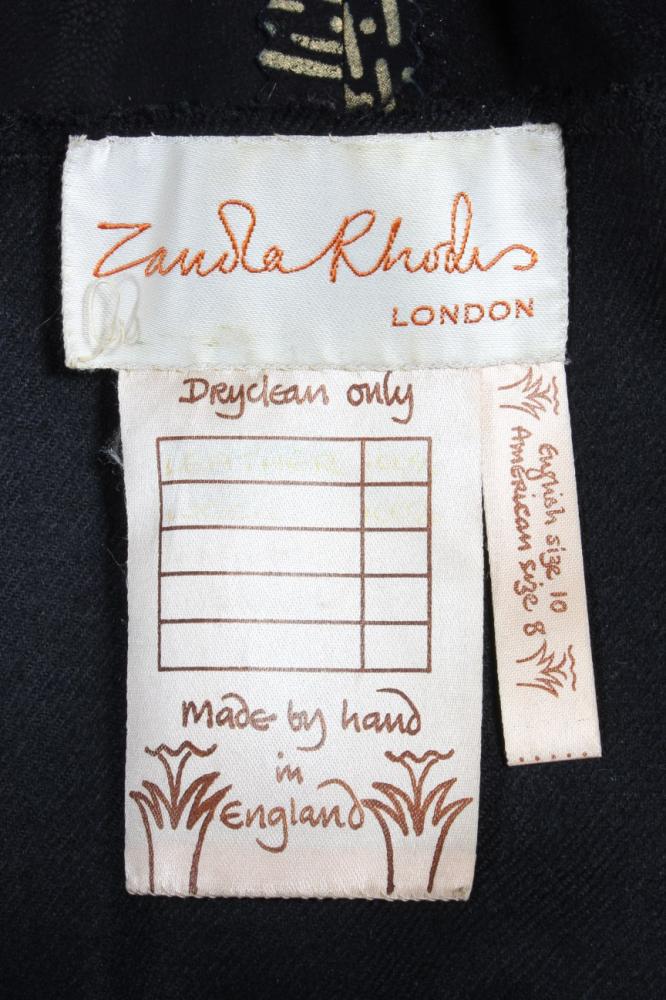 Zandra Rhodes
LONDON
Dryclean only
Made by hand
in
England
English size 10
AMERICAN size 8